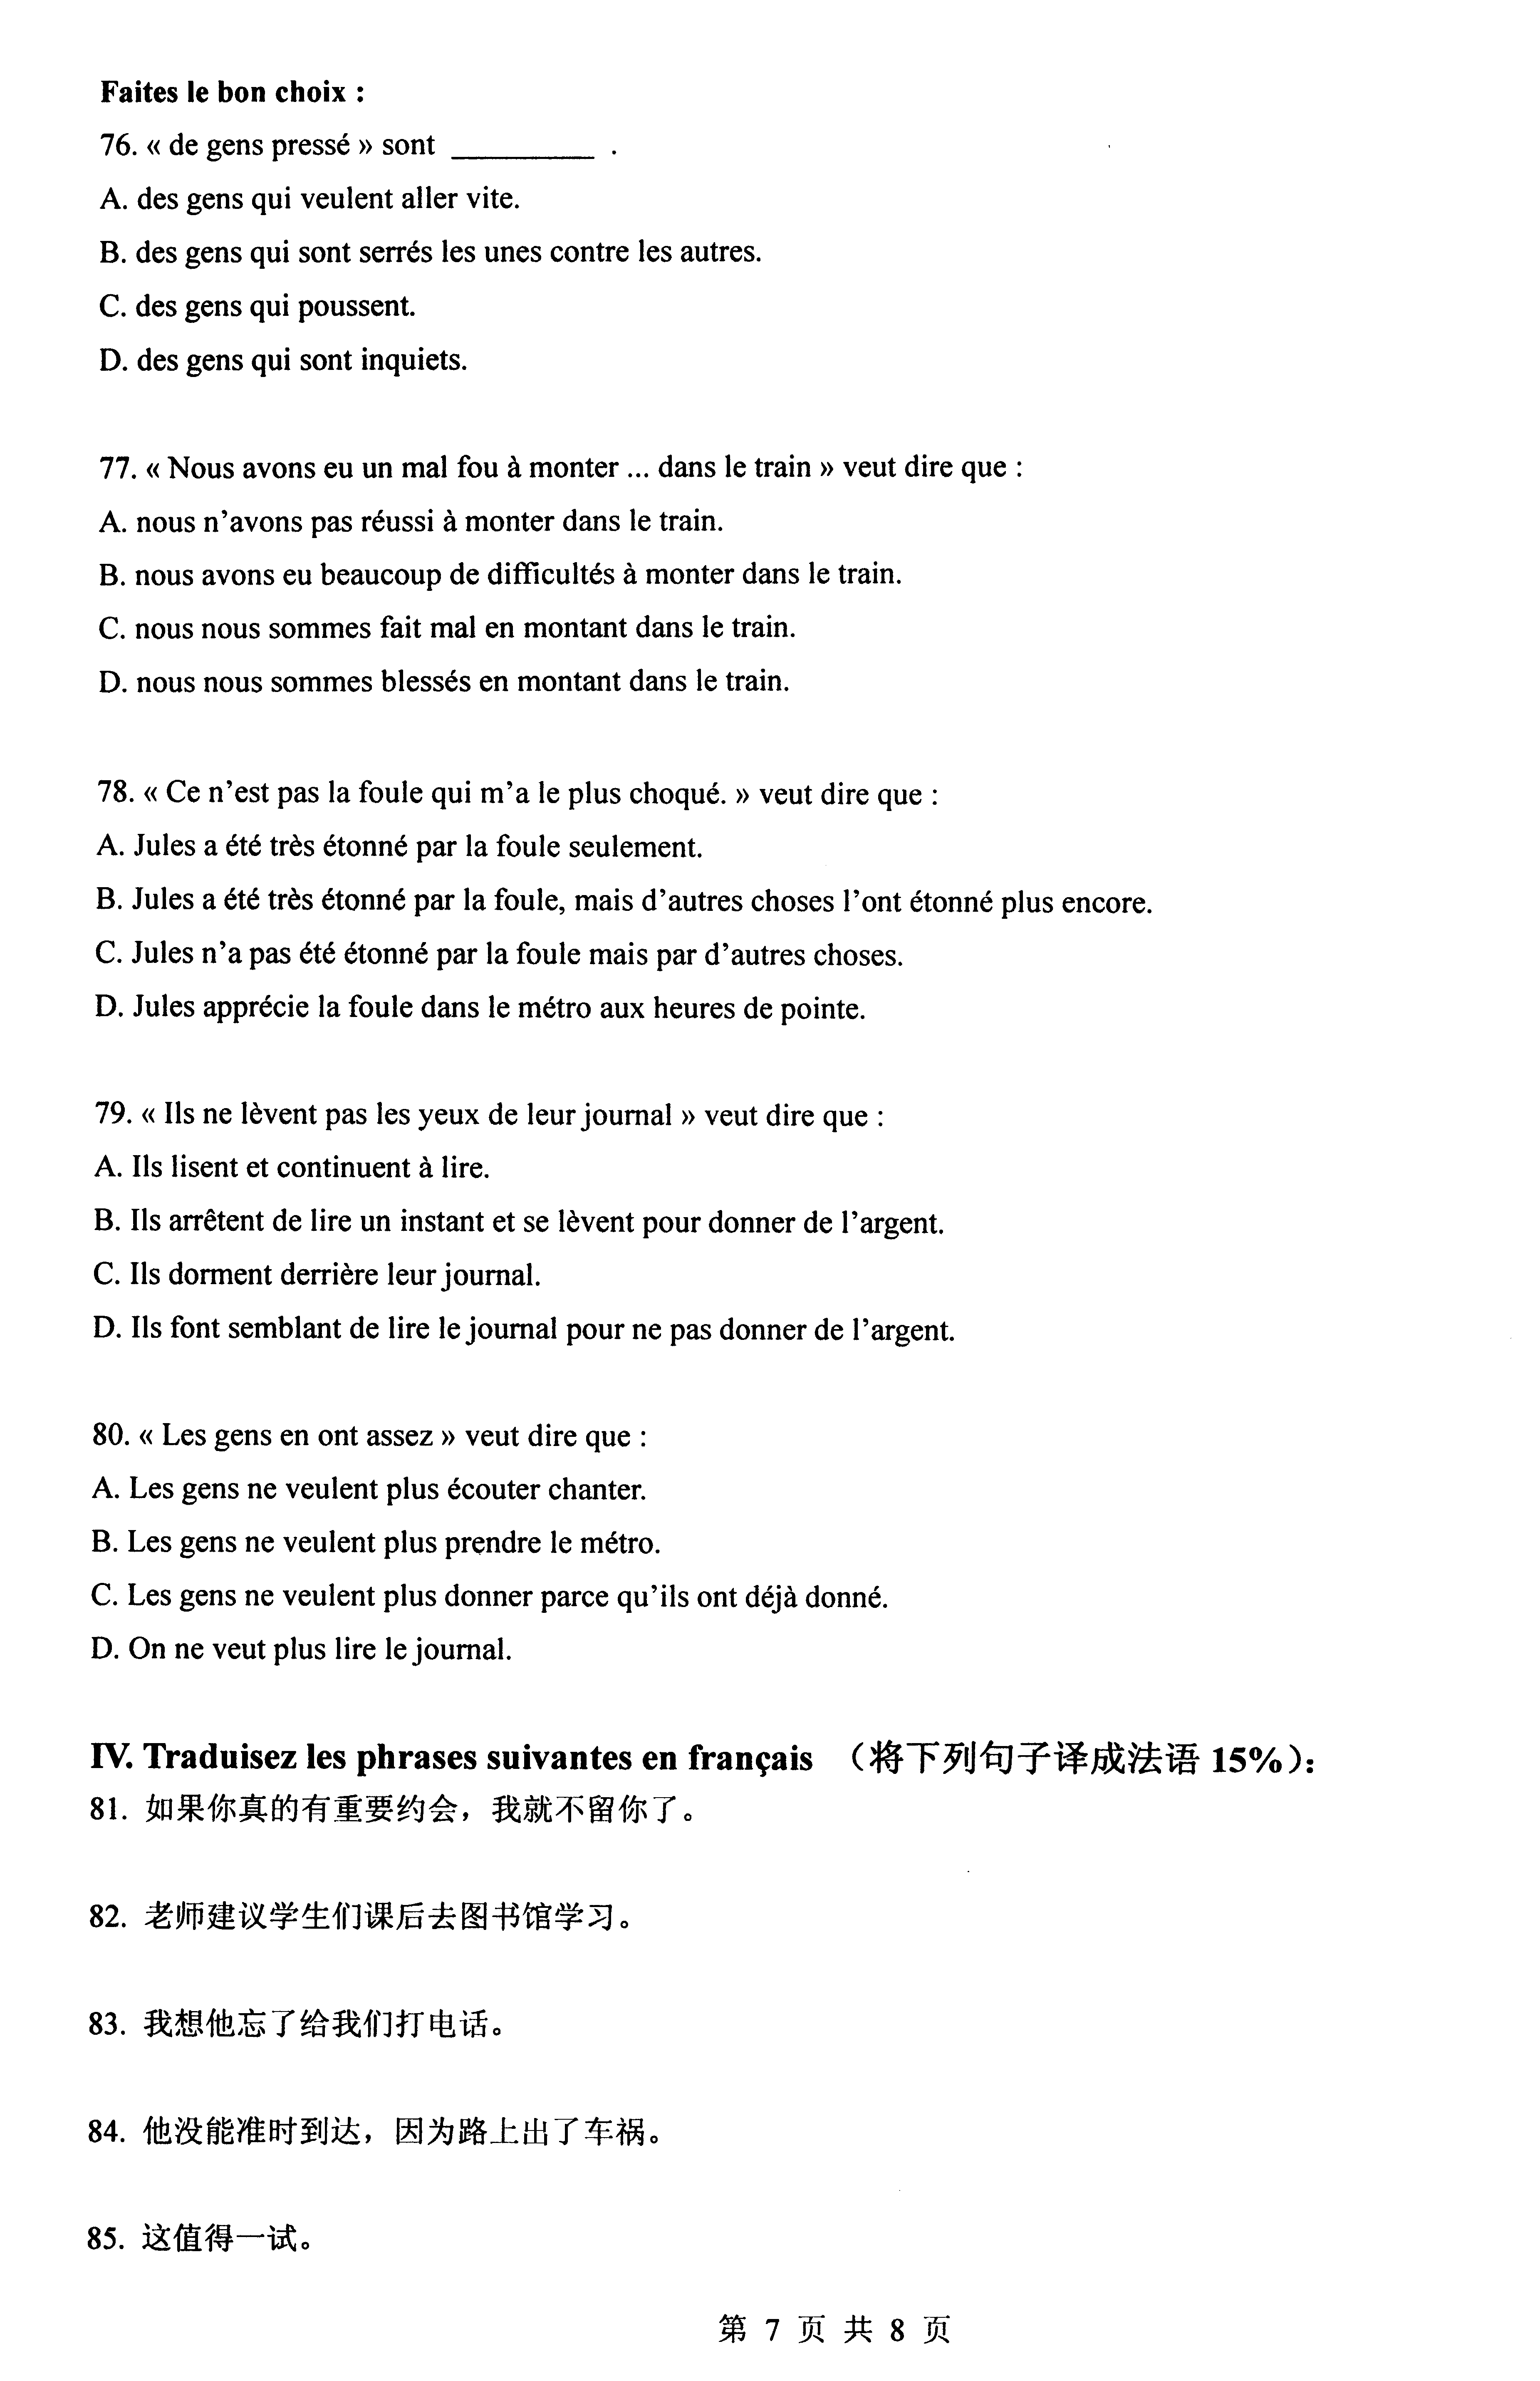 Faites le bon choix :
76. « de gens pressé » sont __________ .
A. des gens qui veulent aller vite.
B. des gens qui sont serrés les unes contre les autres.
C. des gens qui poussent.
D. des gens qui sont inquiets.
77. « Nous avons eu un mal fou à monter ... dans le train » veut dire que :
A. nous n’avons pas réussi à monter dans le train.
B. nous avons eu beaucoup de difficultés à monter dans le train.
C. nous nous sommes fait mal en montant dans le train.
D. nous nous sommes blessés en montant dans le train.
78. « Ce n’est pas la foule qui m’a le plus choqué. » veut dire que :
A. Jules a été très étonné par la foule seulement.
B. Jules a été très étonné par la foule, mais d’autres choses l’ont étonné plus encore.
C. Jules n’a pas été étonné par la foule mais par d’autres choses.
D. Jules apprécie la foule dans le métro aux heures de pointe.
79. « Ils ne lèvent pas les yeux de leur journal » veut dire que :
A. Ils lisent et continuent à lire.
B. Ils arrêtent de lire un instant et se lèvent pour donner de l’argent.
C. Ils dorment derrière leur journal.
D. Ils font semblant de lire le journal pour ne pas donner de l’argent.
80. « Les gens en ont assez » veut dire que :
A. Les gens ne veulent plus écouter chanter.
B. Les gens ne veulent plus prendre le métro.
C. Les gens ne veulent plus donner parce qu’ils ont déjà donné.
D. On ne veut plus lire le journal.
IV. Traduisez les phrases suivantes en français （将下列句子译成法语 15%）:
81. 如果你真的有重要约会，我就不留你了。
82. 老师建议学生们课后去图书馆学习。
83. 我想他忘了给我们打电话。
84. 他没能准时到达，因为路上出了车祸。
85. 这值得一试。
第 7 页 共 8 页